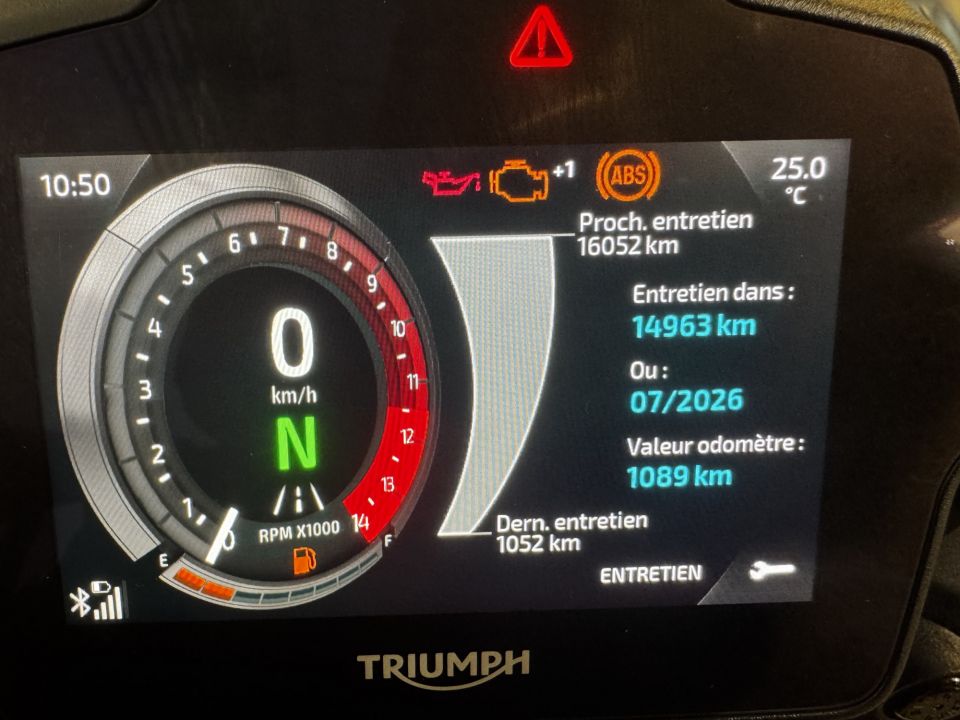 10:50
+1
ABS
25.0
°C
Proch. entretien
16052 km
Entretien dans :
14963 km
Ou :
07/2026
Valeur odomètre :
1089 km
Dern. entretien
1052 km
ENTRETIEN
0
1
2
3
4
5
6
7
8
9
10
11
12
13
14
0
km/h
N
RPM X1000
E
F
TRIUMPH